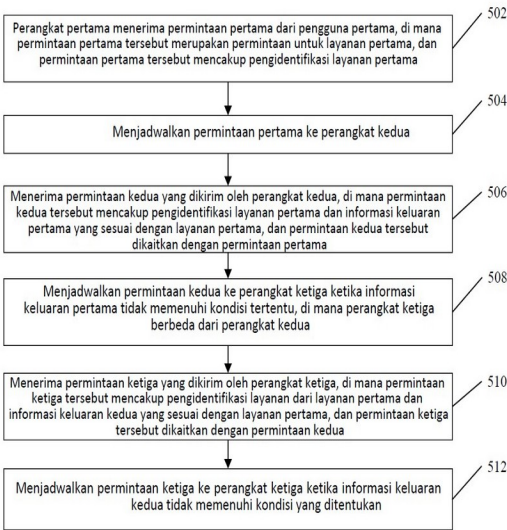 Perangkat pertama menerima permintaan pertama dari pengguna pertama, di mana
permintaan pertama tersebut merupakan permintaan untuk layanan pertama, dan
permintaan pertama tersebut mencakup pengidentifikasi layanan pertama
502
Menjadwalkan permintaan pertama ke perangkat kedua
504
Menerima permintaan kedua yang dikirim oleh perangkat kedua, di mana permintaan
kedua tersebut mencakup pengidentifikasi layanan pertama dan informasi keluaran
pertama yang sesuai dengan layanan pertama, dan permintaan kedua tersebut
dikaitkan dengan permintaan pertama
506
Menjadwalkan permintaan kedua ke perangkat ketiga ketika informasi
keluaran pertama tidak memenuhi kondisi tertentu, di mana perangkat ketiga
berbeda dari perangkat kedua
508
Menerima permintaan ketiga yang dikirim oleh perangkat ketiga, di mana permintaan
ketiga tersebut mencakup pengidentifikasi layanan dari layanan pertama dan
informasi keluaran kedua yang sesuai dengan layanan pertama, dan permintaan ketiga
tersebut dikaitkan dengan permintaan kedua
510
Menjadwalkan permintaan ketiga ke perangkat ketiga ketika informasi keluaran
kedua tidak memenuhi kondisi yang ditentukan
512